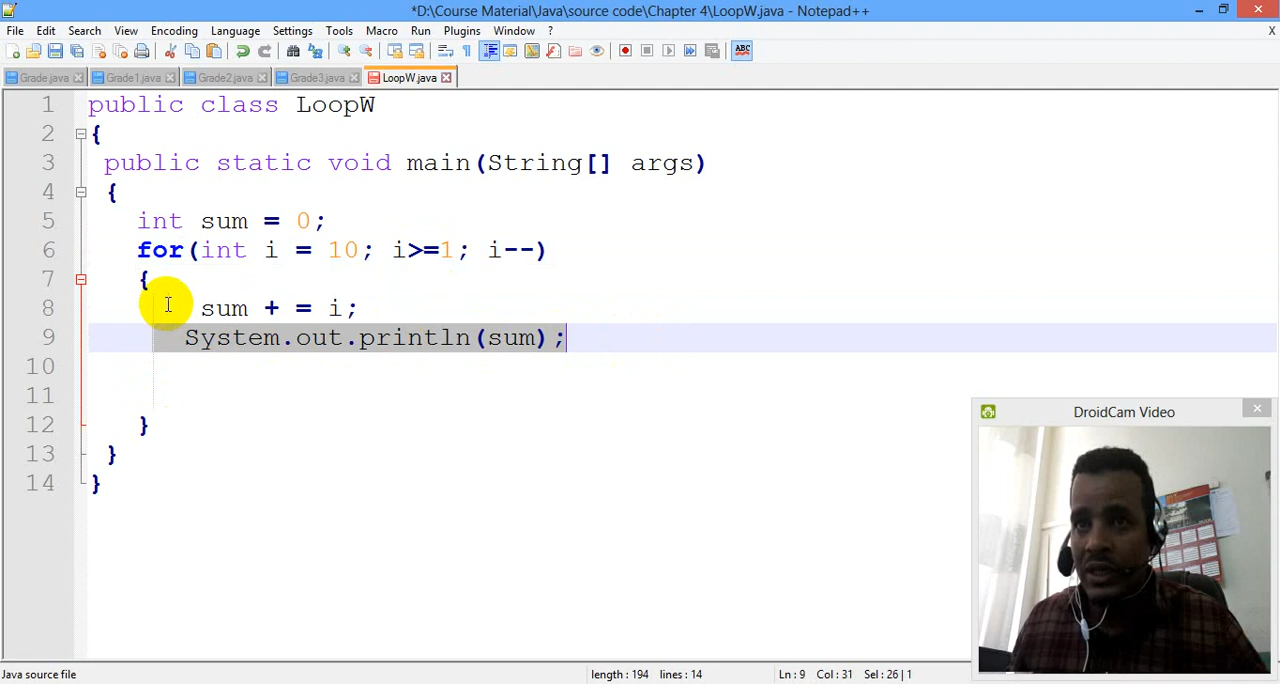 *D:\Course Material\Java\source code\Chapter 4\LoopW.java - Notepad++
File Edit Search View Encoding Language Settings Tools Macro Run Plugins Window ? X
ABC
Grade.java Grade1.java Grade2.java Grade3.java LoopW.java
1 public class LoopW
2 {
3 public static void main(String[] args)
4 {
5 int sum = 0;
6 for(int i = 10; i>=1; i--)
7 {
8 sum + = i;
9 System.out.println(sum);
10
11
12 }
13 }
14 }
DroidCam Video
Java source file length : 194 lines : 14 Ln : 9 Col : 31 Sel : 26 | 1